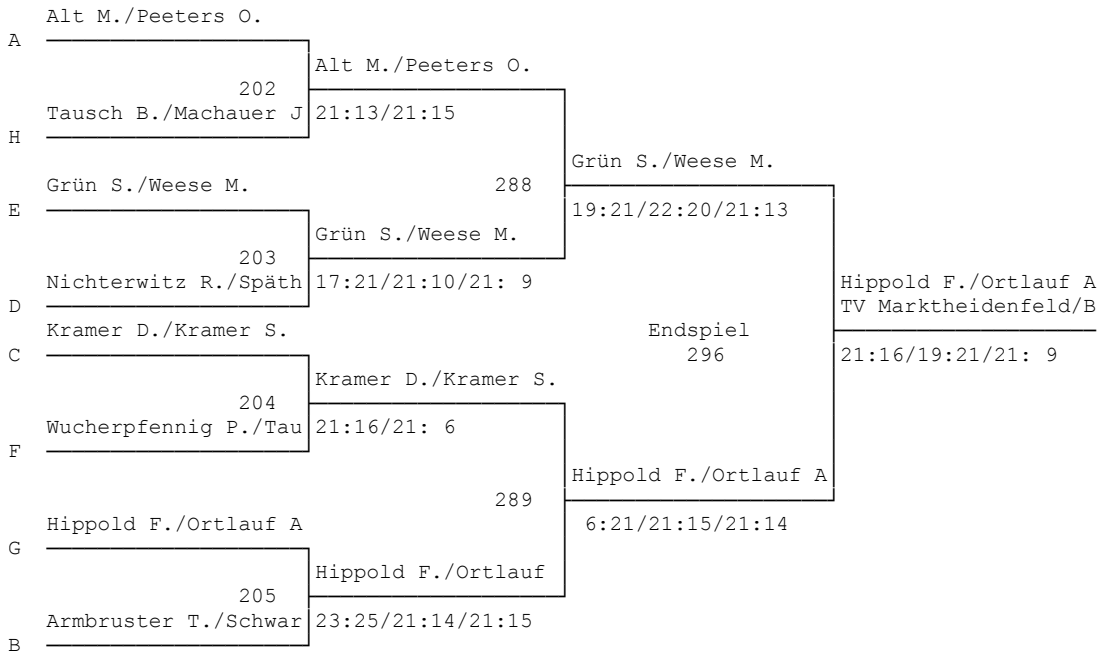 Alt M./Peeters O.
A
Alt M./Peeters O.
202
Tausch B./Machauer J 21:13/21:15
H
Grün S./Weese M.
Grün S./Weese M. 288
E 19:21/22:20/21:13
Grün S./Weese M.
203
Nichterwitz R./Späth 17:21/21:10/21: 9 Hippold F./Ortlauf A
D TV Marktheidenfeld/B
Kramer D./Kramer S. Endspiel
C 296 21:16/19:21/21: 9
Kramer D./Kramer S.
204
Wucherpfennig P./Tau 21:16/21: 6
F
Hippold F./Ortlauf A
289
Hippold F./Ortlauf A 6:21/21:15/21:14
G
Hippold F./Ortlauf
205
Armbruster T./Schwar 23:25/21:14/21:15
B